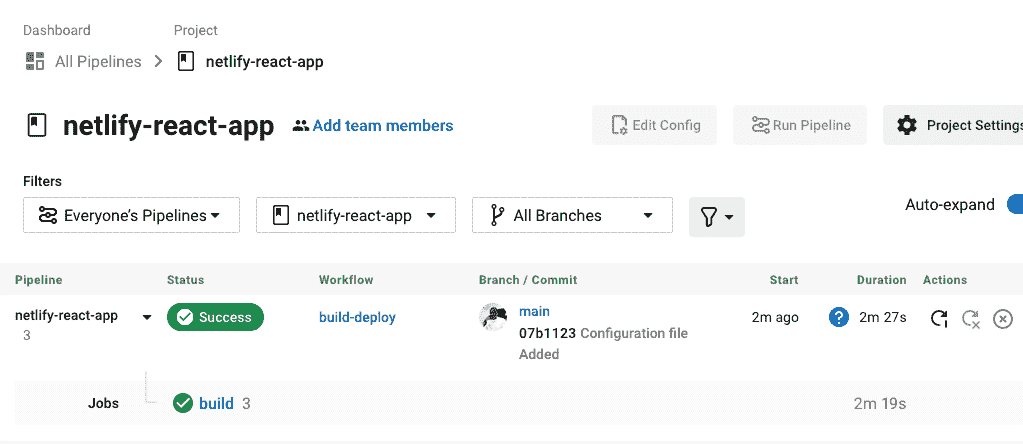 Dashboard Project
All Pipelines > netlify-react-app
netlify-react-app Add team members Edit Config Run Pipeline Project Settings
Filters
Everyone’s Pipelines netlify-react-app All Branches Auto-expand
Pipeline Status Workflow Branch / Commit Start Duration Actions
netlify-react-app Success build-deploy main 2m ago ? 2m 27s
3 07b1123 Configuration file
Added
Jobs build 3 2m 19s